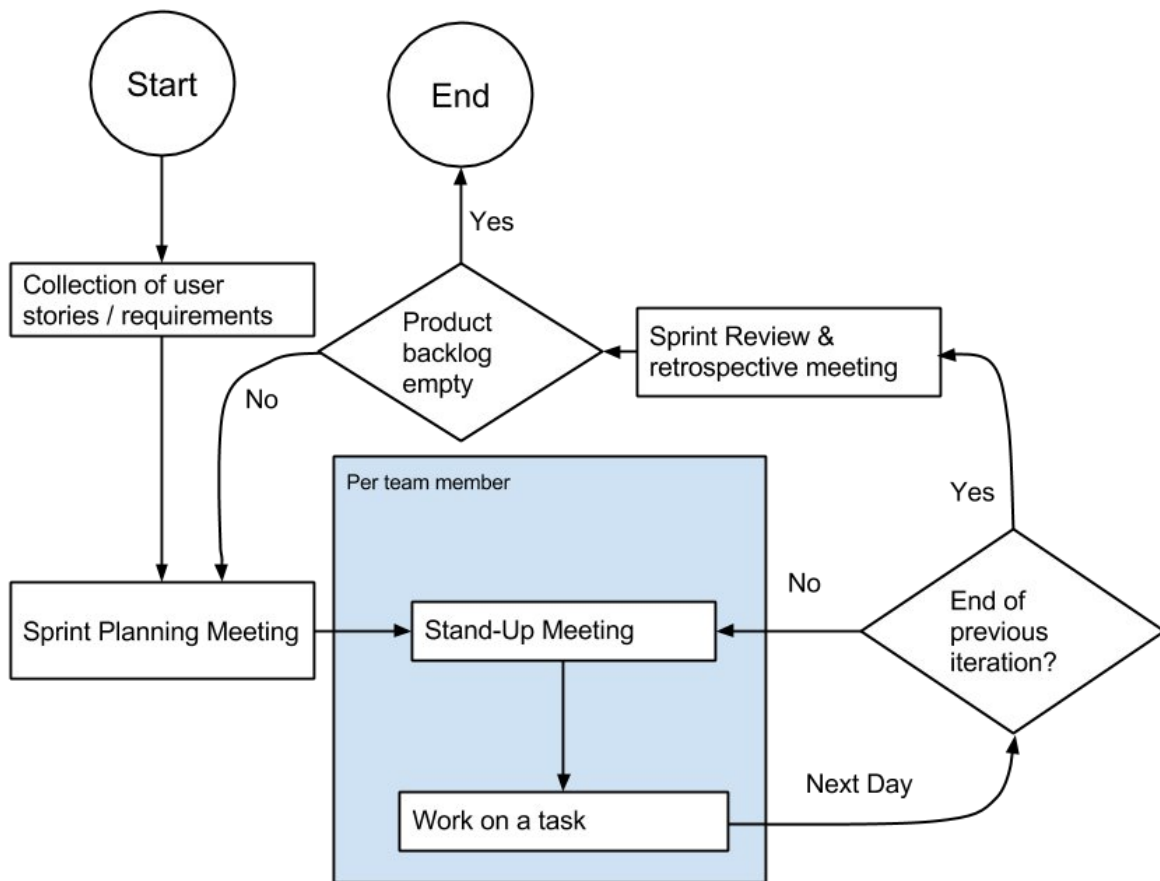 Start
End
Yes
Collection of user
stories / requirements
Product
backlog
empty
Sprint Review &
retrospective meeting
No
Per team member
Yes
No
Sprint Planning Meeting
Stand-Up Meeting
End of
previous
iteration?
Next Day
Work on a task